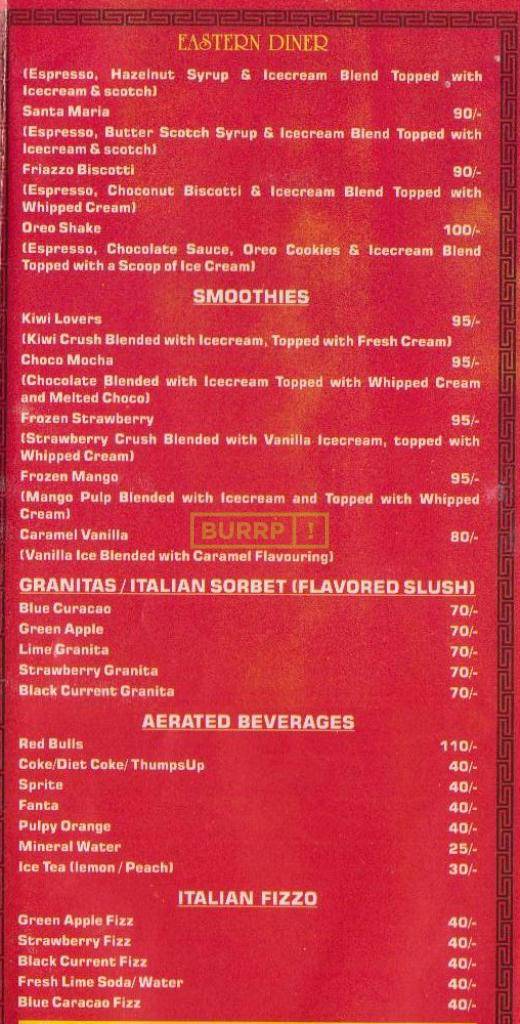 EASTERN DINER
(Espresso, Hazelnut Syrup & Icecream Blend Topped with
Icecream & scotch)
Santa Maria 90/-
(Espresso, Butter Scotch Syrup & Icecream Blend Topped with
Icecream & scotch)
Friazzo Biscotti 90/-
(Espresso, Choconut Biscotti & Icecream Blend Topped with
Whipped Cream)
Oreo Shake 100/-
(Espresso, Chocolate Sauce, Oreo Cookies & Icecream Blend
Topped with a Scoop of Ice Cream)
SMOOTHIES
Kiwi Lovers 95/-
(Kiwi Crush Blended with Icecream, Topped with Fresh Cream)
Choco Mocha 95/-
(Chocolate Blended with Icecream Topped with Whipped Cream
and Melted Choco)
Frozen Strawberry 95/-
(Strawberry Crush Blended with Vanilla Icecream, topped with
Whipped Cream)
Frozen Mango 95/-
(Mango Pulp Blended with Icecream and Topped with Whipped
Cream)
BURRP!
Caramel Vanilla 80/-
(Vanilla Ice Blended with Caramel Flavouring)
GRANITAS / ITALIAN SORBET (FLAVORED SLUSH)
Blue Curacao 70/-
Green Apple 70/-
Lime Granita 70/-
Strawberry Granita 70/-
Black Current Granita 70/-
AERATED BEVERAGES
Red Bulls 110/-
Coke/Diet Coke/ ThumpsUp 40/-
Sprite 40/-
Fanta 40/-
Pulpy Orange 40/-
Mineral Water 25/-
Ice Tea (lemon / Peach) 30/-
ITALIAN FIZZO
Green Apple Fizz 40/-
Strawberry Fizz 40/-
Black Current Fizz 40/-
Fresh Lime Soda/ Water 40/-
Blue Caracao Fizz 40/-